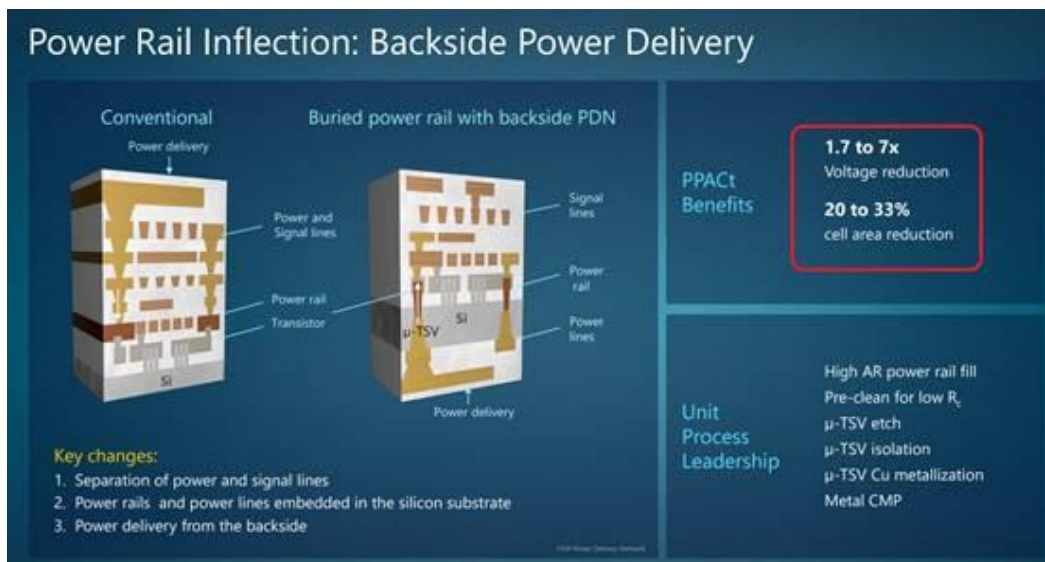 Power Rail Inflection: Backside Power Delivery
Conventional
Power delivery
Power and
Signal lines
Power rail
Transistor
Si
Buried power rail with backside PDN
Signal
lines
Power
rail
Power
lines
Si
μ-TSV
Power delivery
Key changes:
1. Separation of power and signal lines
2. Power rails and power lines embedded in the silicon substrate
3. Power delivery from the backside
PDN Power Delivery Network
PPACt
Benefits
1.7 to 7x
Voltage reduction
20 to 33%
cell area reduction
Unit
Process
Leadership
High AR power rail fill
Pre-clean for low Rc
μ-TSV etch
μ-TSV isolation
μ-TSV Cu metallization
Metal CMP